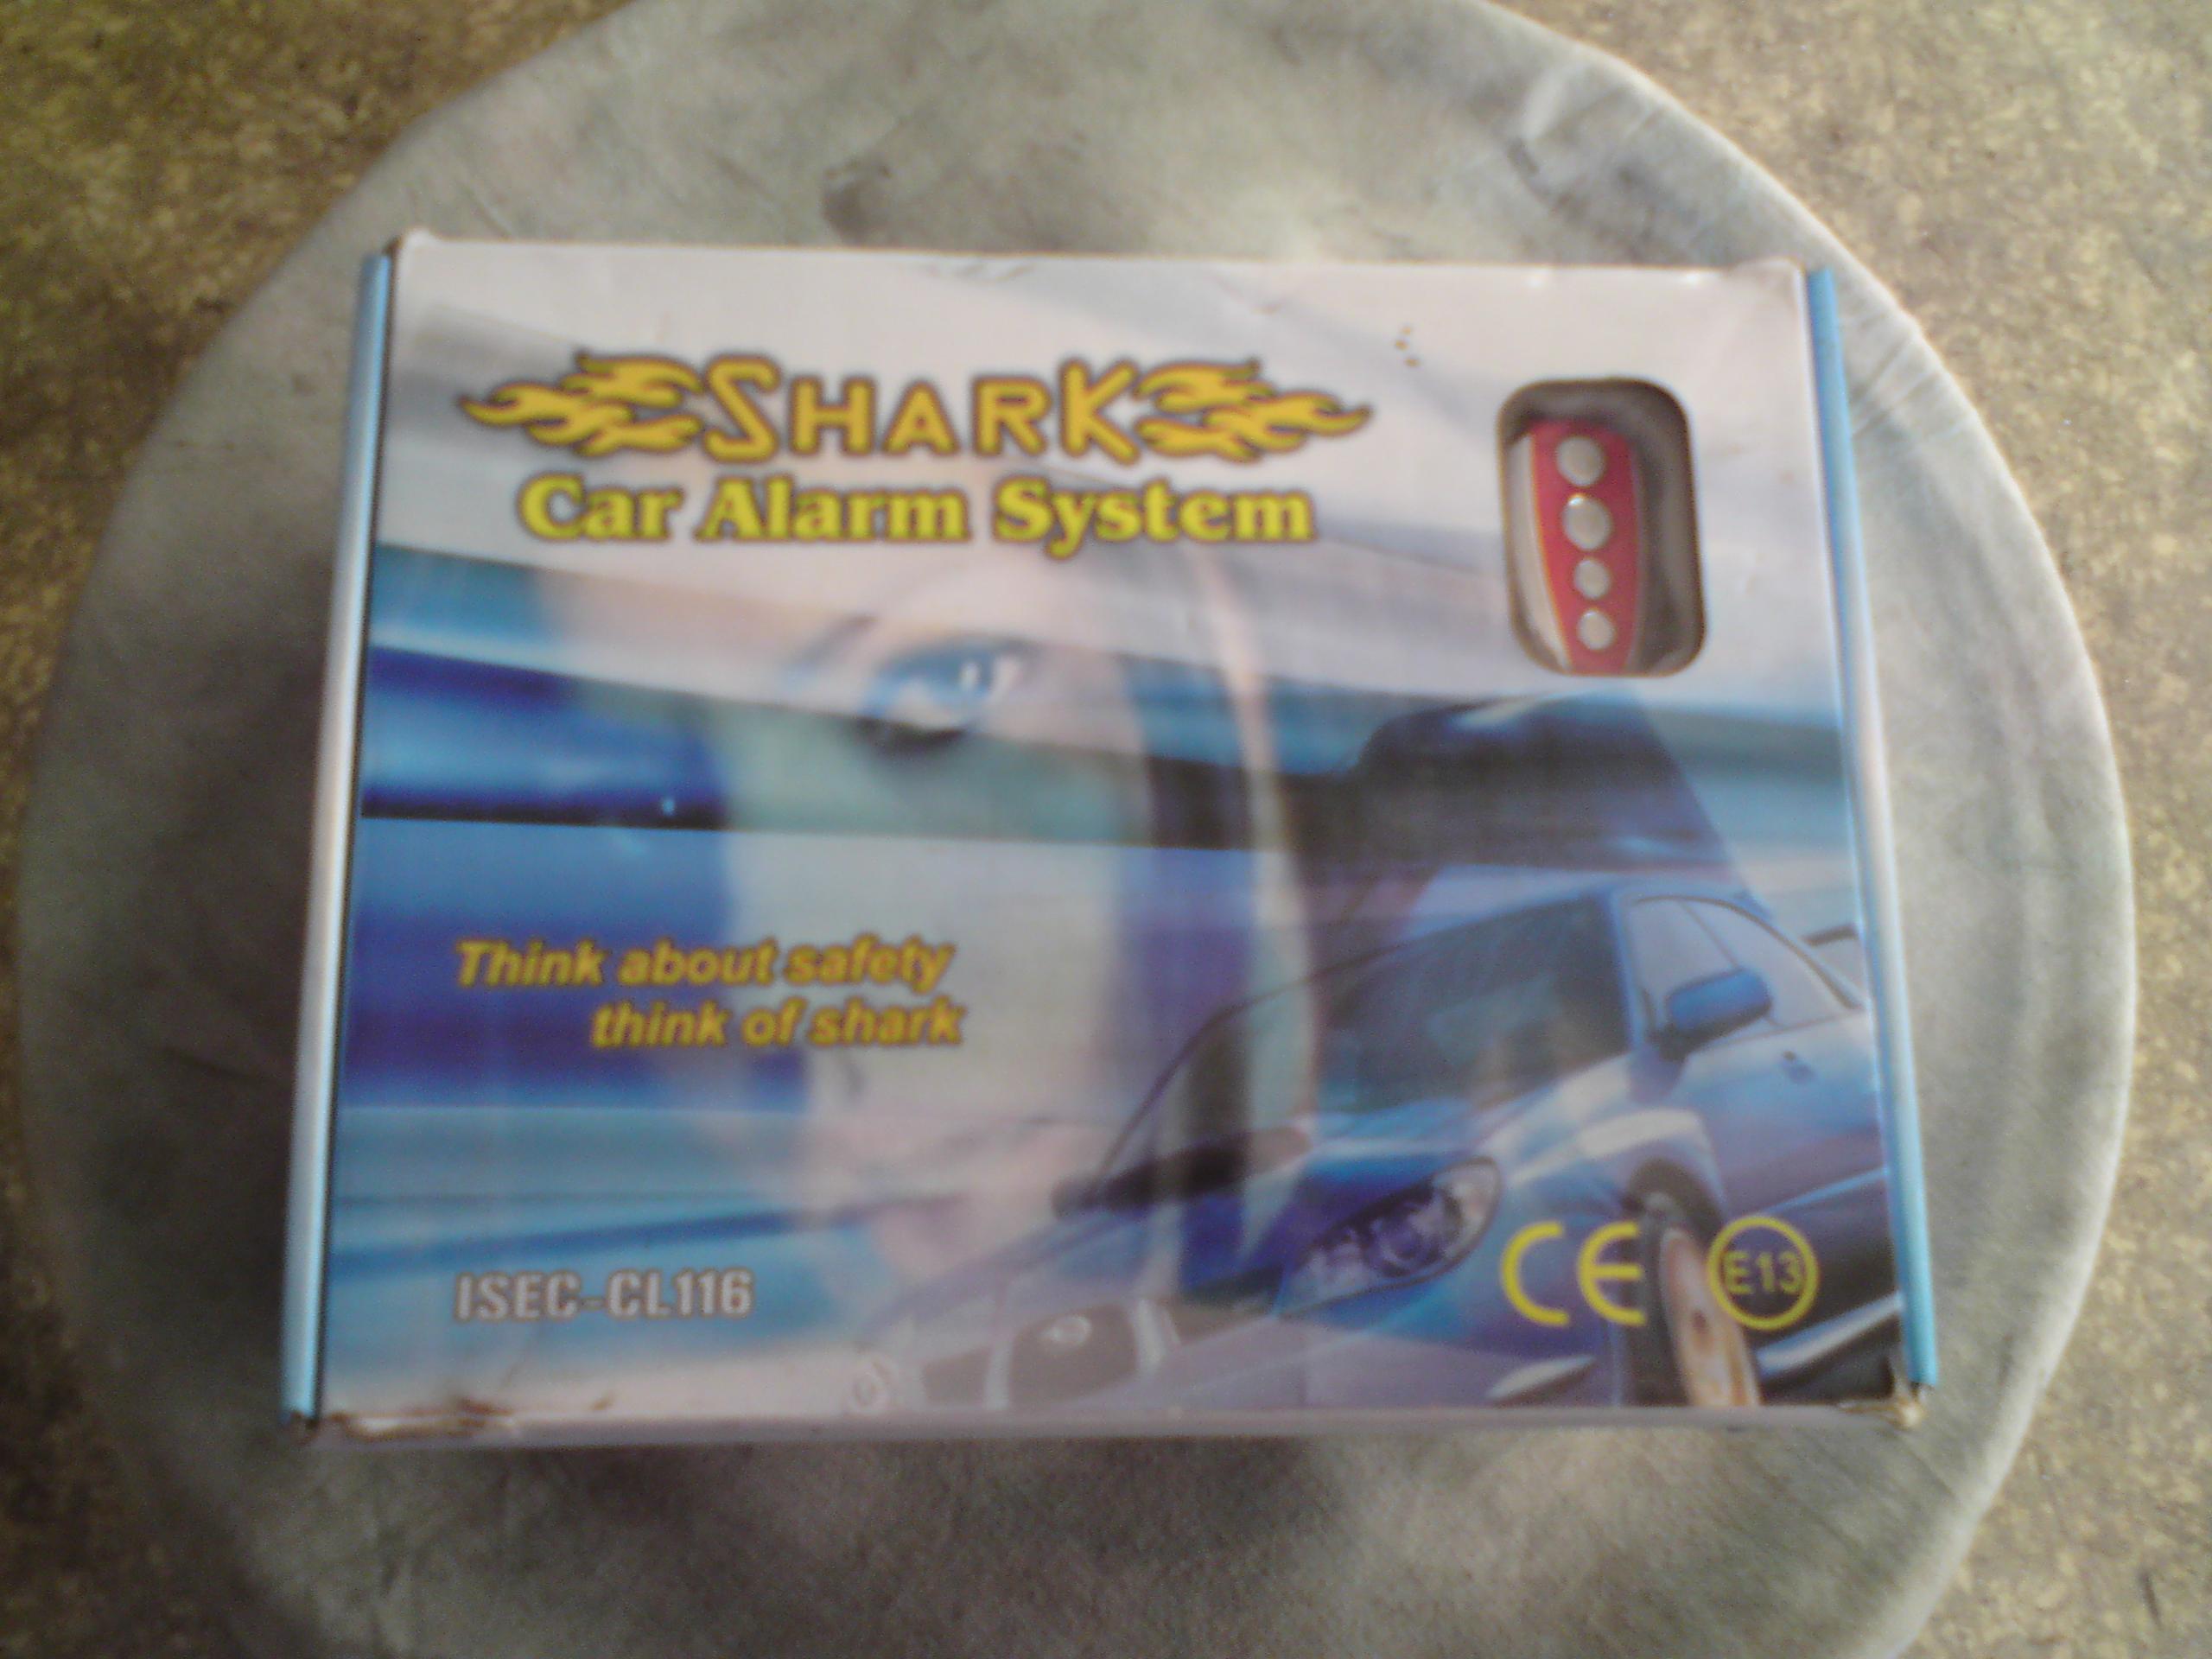 SHARK
Car Alarm System
Think about safety
think of shark
ISEC-CL116
CE E13